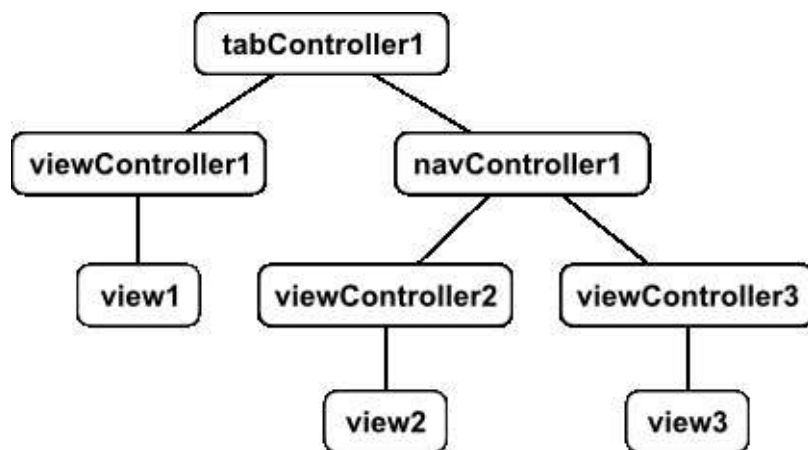 tabController1
viewController1
navController1
view1
viewController2
viewController3
view2
view3